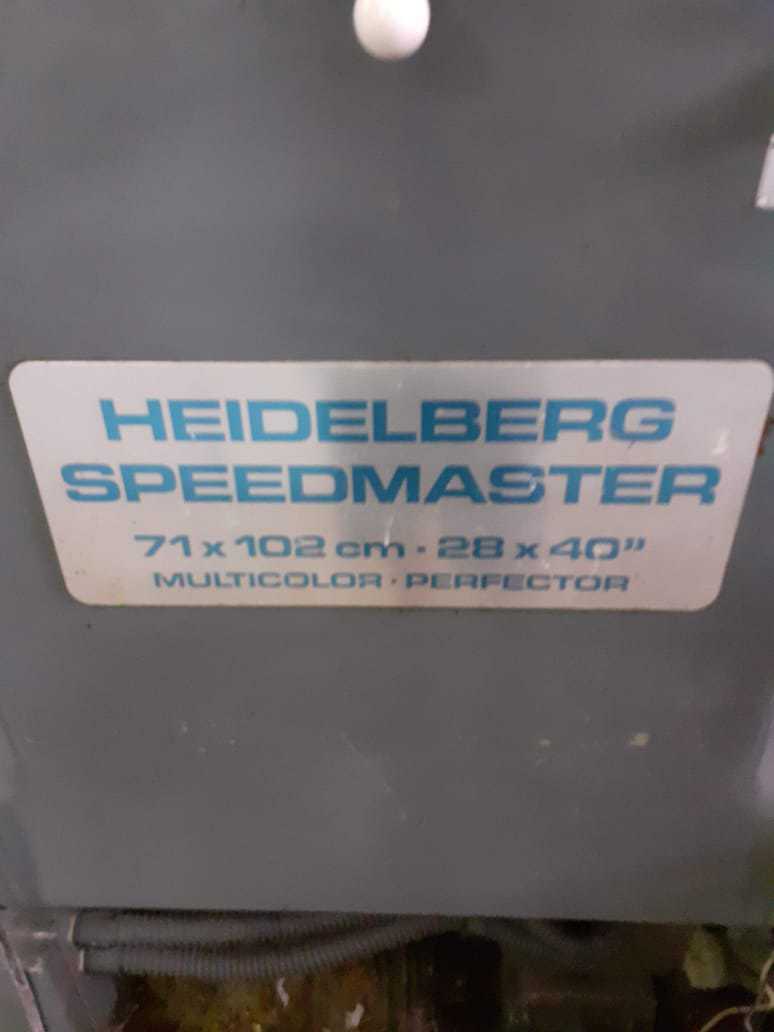 HEIDELBERG
SPEEDMASTER
71 x 102 cm · 28 x 40"
MULTICOLOR · PERFECTOR